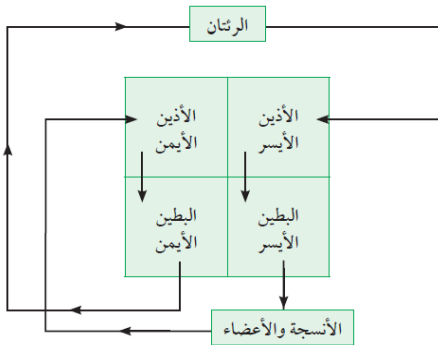 الرئتان
الأذين
الأيمن
الأذين
الأيسر
البطين
الأيمن
البطين
الأيسر
الأنسجة والأعضاء